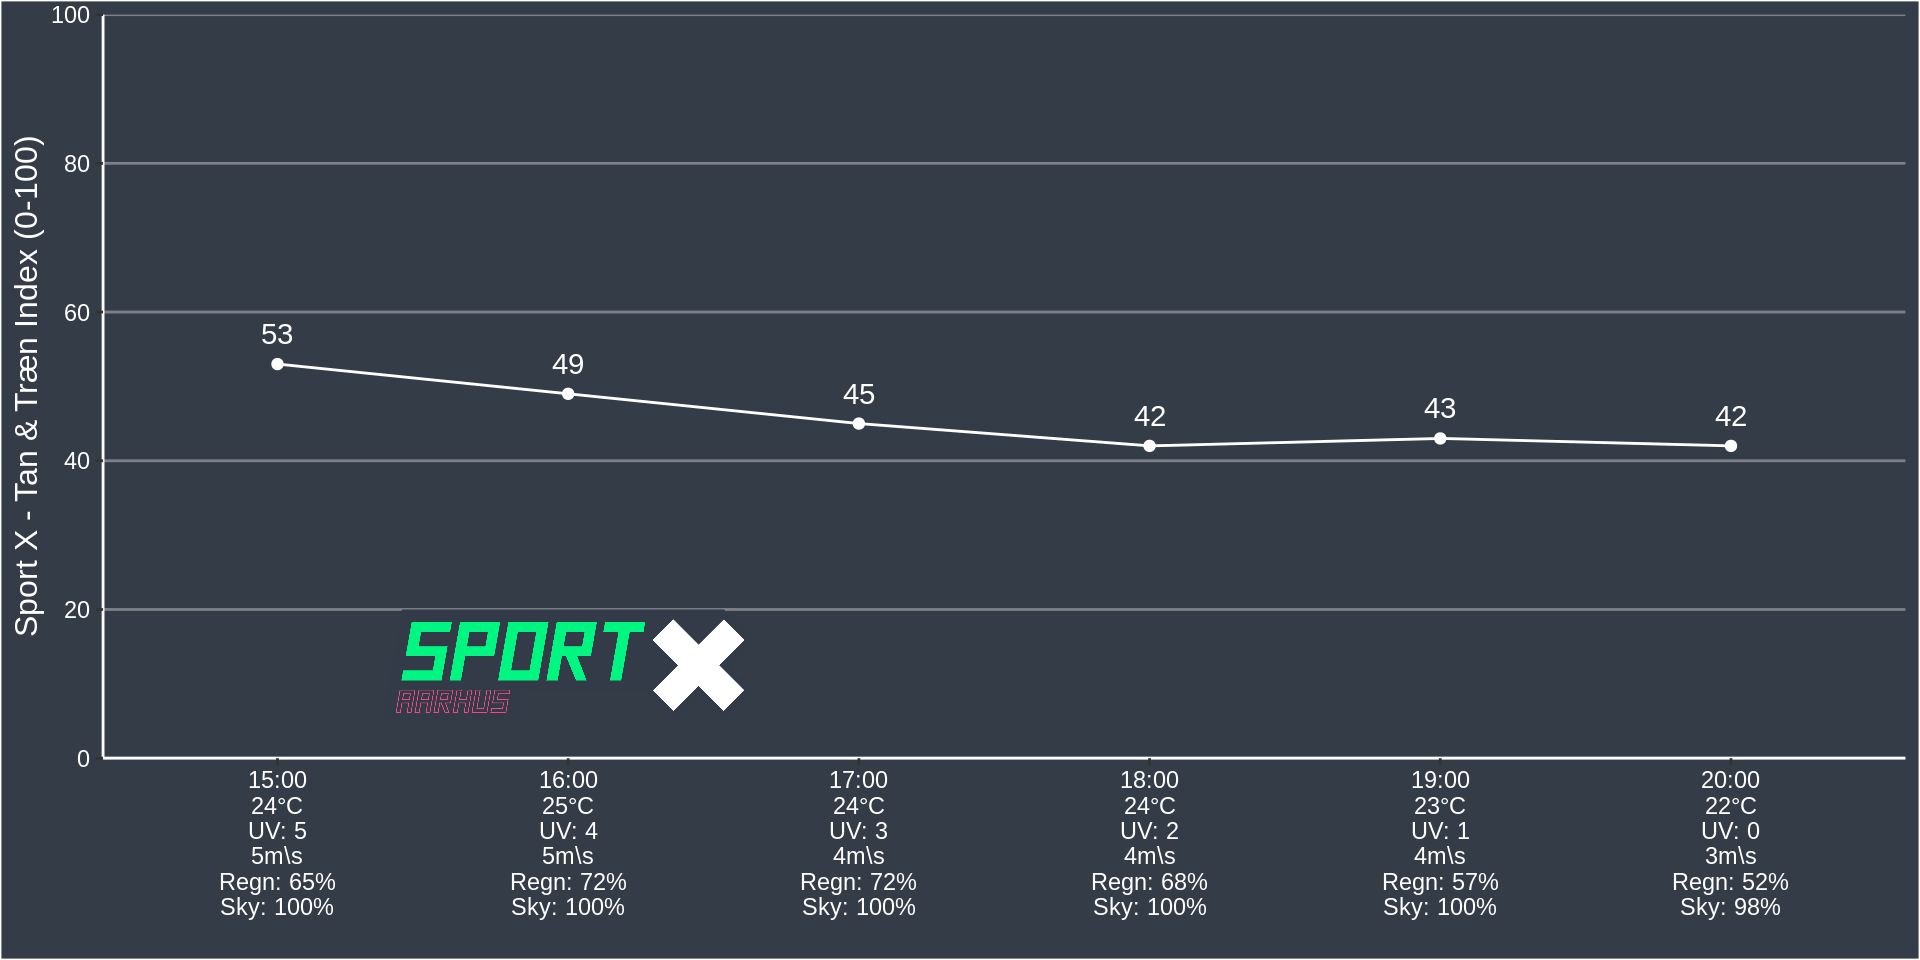 Sport X - Tan & Træn Index (0-100)
100
80
60
40
20
0
53
49
45
42
43
42
SPORT X
AARHUS
15:00
24°C
UV: 5
5m\s
Regn: 65%
Sky: 100%
16:00
25°C
UV: 4
5m\s
Regn: 72%
Sky: 100%
17:00
24°C
UV: 3
4m\s
Regn: 72%
Sky: 100%
18:00
24°C
UV: 2
4m\s
Regn: 68%
Sky: 100%
19:00
23°C
UV: 1
4m\s
Regn: 57%
Sky: 100%
20:00
22°C
UV: 0
3m\s
Regn: 52%
Sky: 98%